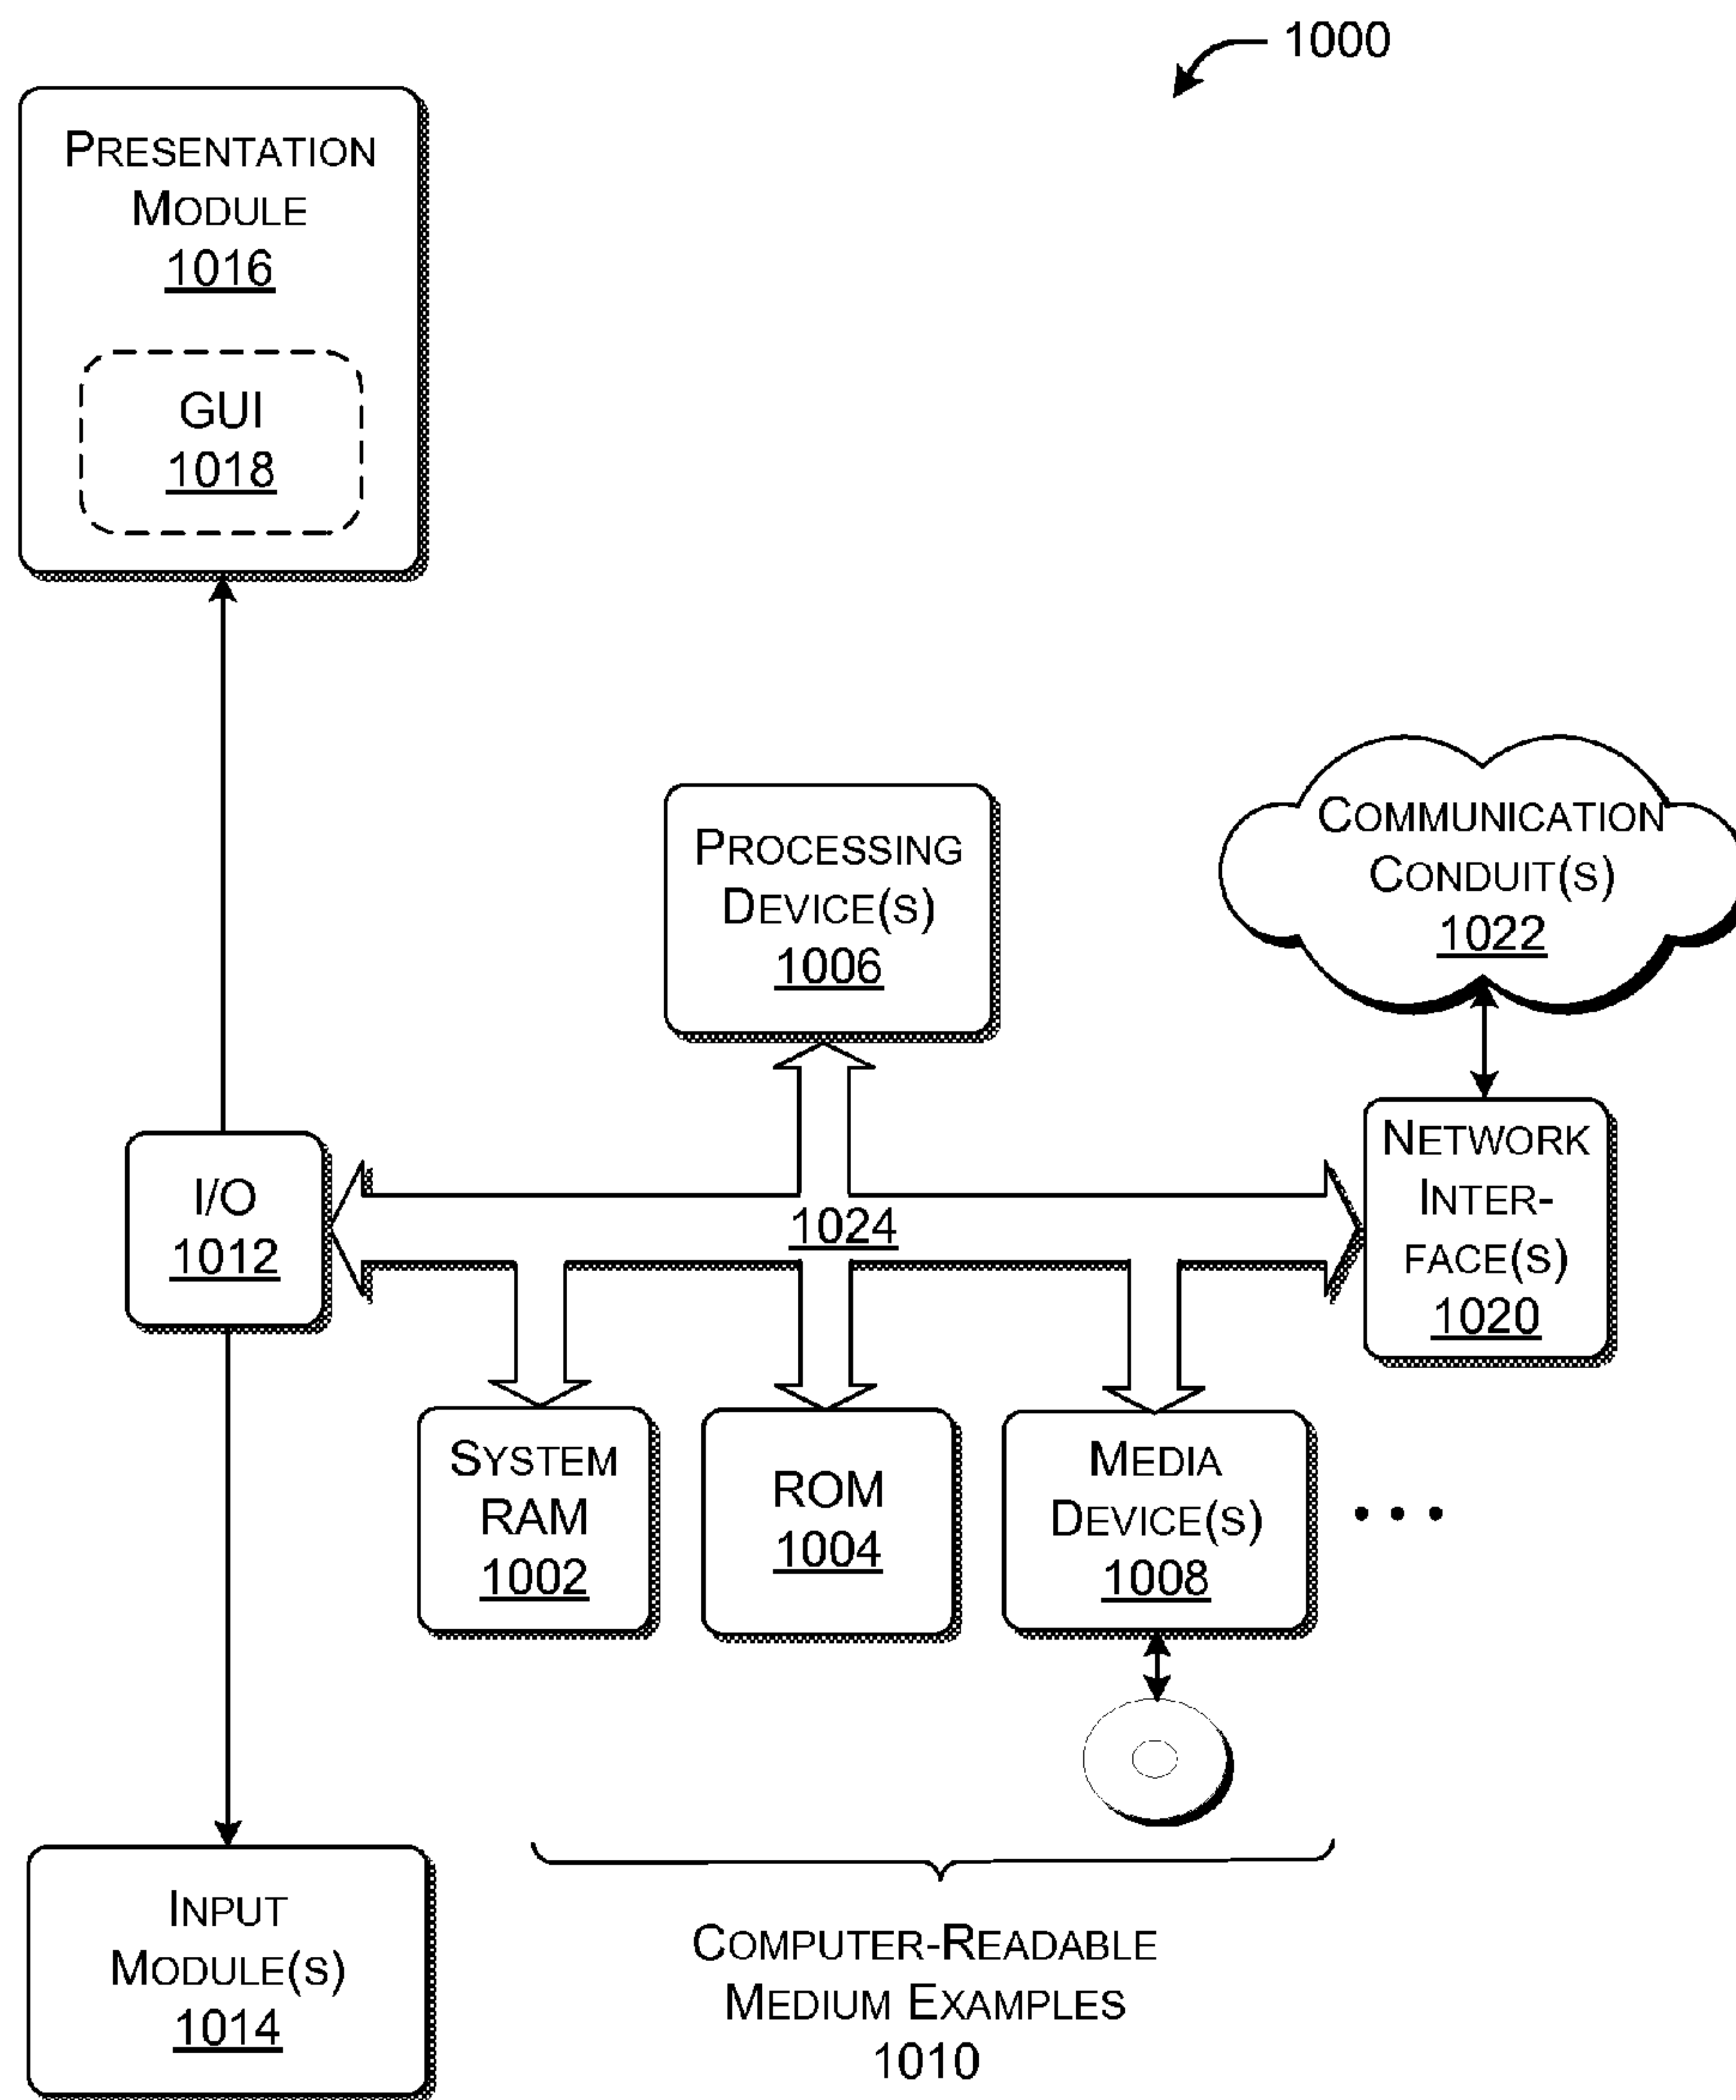 1000
PRESENTATION
MODULE
1016
GUI
1018
COMMUNICATION
CONDUIT(S)
1022
PROCESSING
DEVICE(S)
1006
NETWORK
INTER-
FACE(S)
1020
I/O
1012
1024
SYSTEM
RAM
1002
ROM
1004
MEDIA
DEVICE(S)
1008
• • •
INPUT
MODULE(S)
1014
COMPUTER-READABLE
MEDIUM EXAMPLES
1010